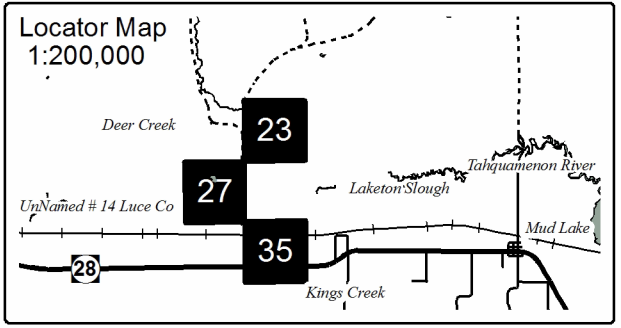 Locator Map
1:200,000
Deer Creek
23
Tahquamenon River
27
Laketon Slough
UnNamed # 14 Luce Co
Mud Lake
35
28
Kings Creek